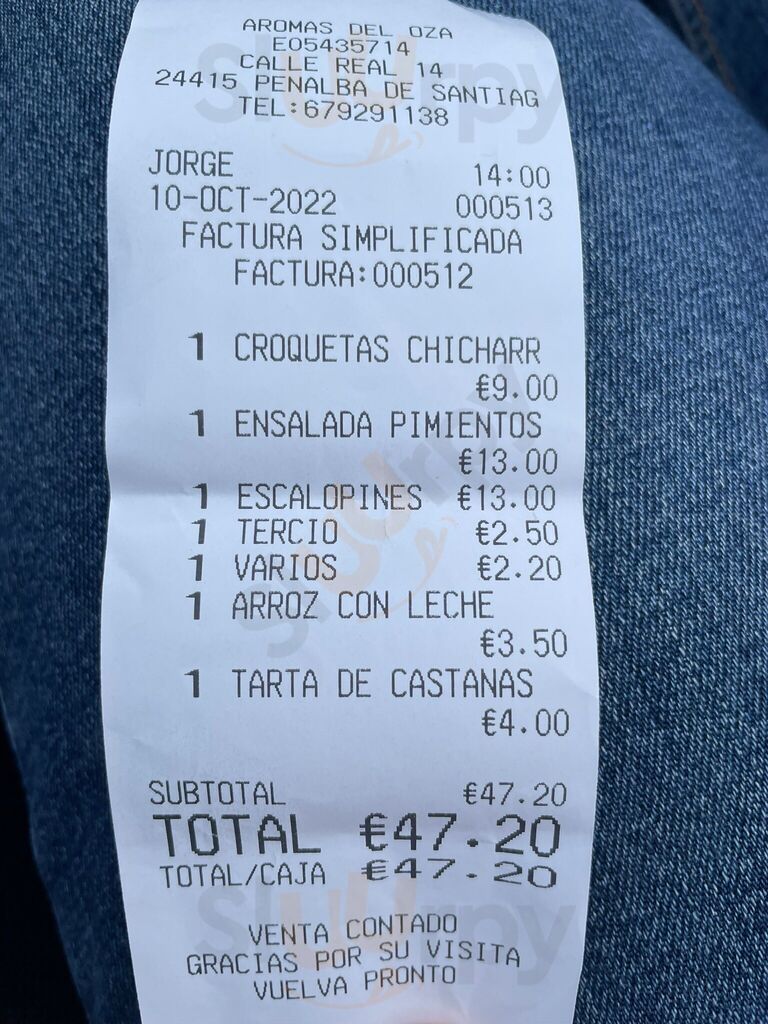 AROMAS DEL OZA
E05435714
CALLE REAL 14
24415 PENALBA DE SANTIAG
TEL:679291138
JORGE 14:00
10-OCT-2022 000513
FACTURA SIMPLIFICADA
FACTURA:000512
1 CROQUETAS CHICHARR
€9.00
1 ENSALADA PIMIENTOS
€13.00
1 ESCALOPINES €13.00
1 TERCIO €2.50
1 VARIOS €2.20
1 ARROZ CON LECHE
€3.50
1 TARTA DE CASTANAS
€4.00
SUBTOTAL €47.20
TOTAL €47.20
TOTAL/CAJA €47.20
VENTA CONTADO
GRACIAS POR SU VISITA
VUELVA PRONTO
Sluurpy
Sluurpy
Sluurpy